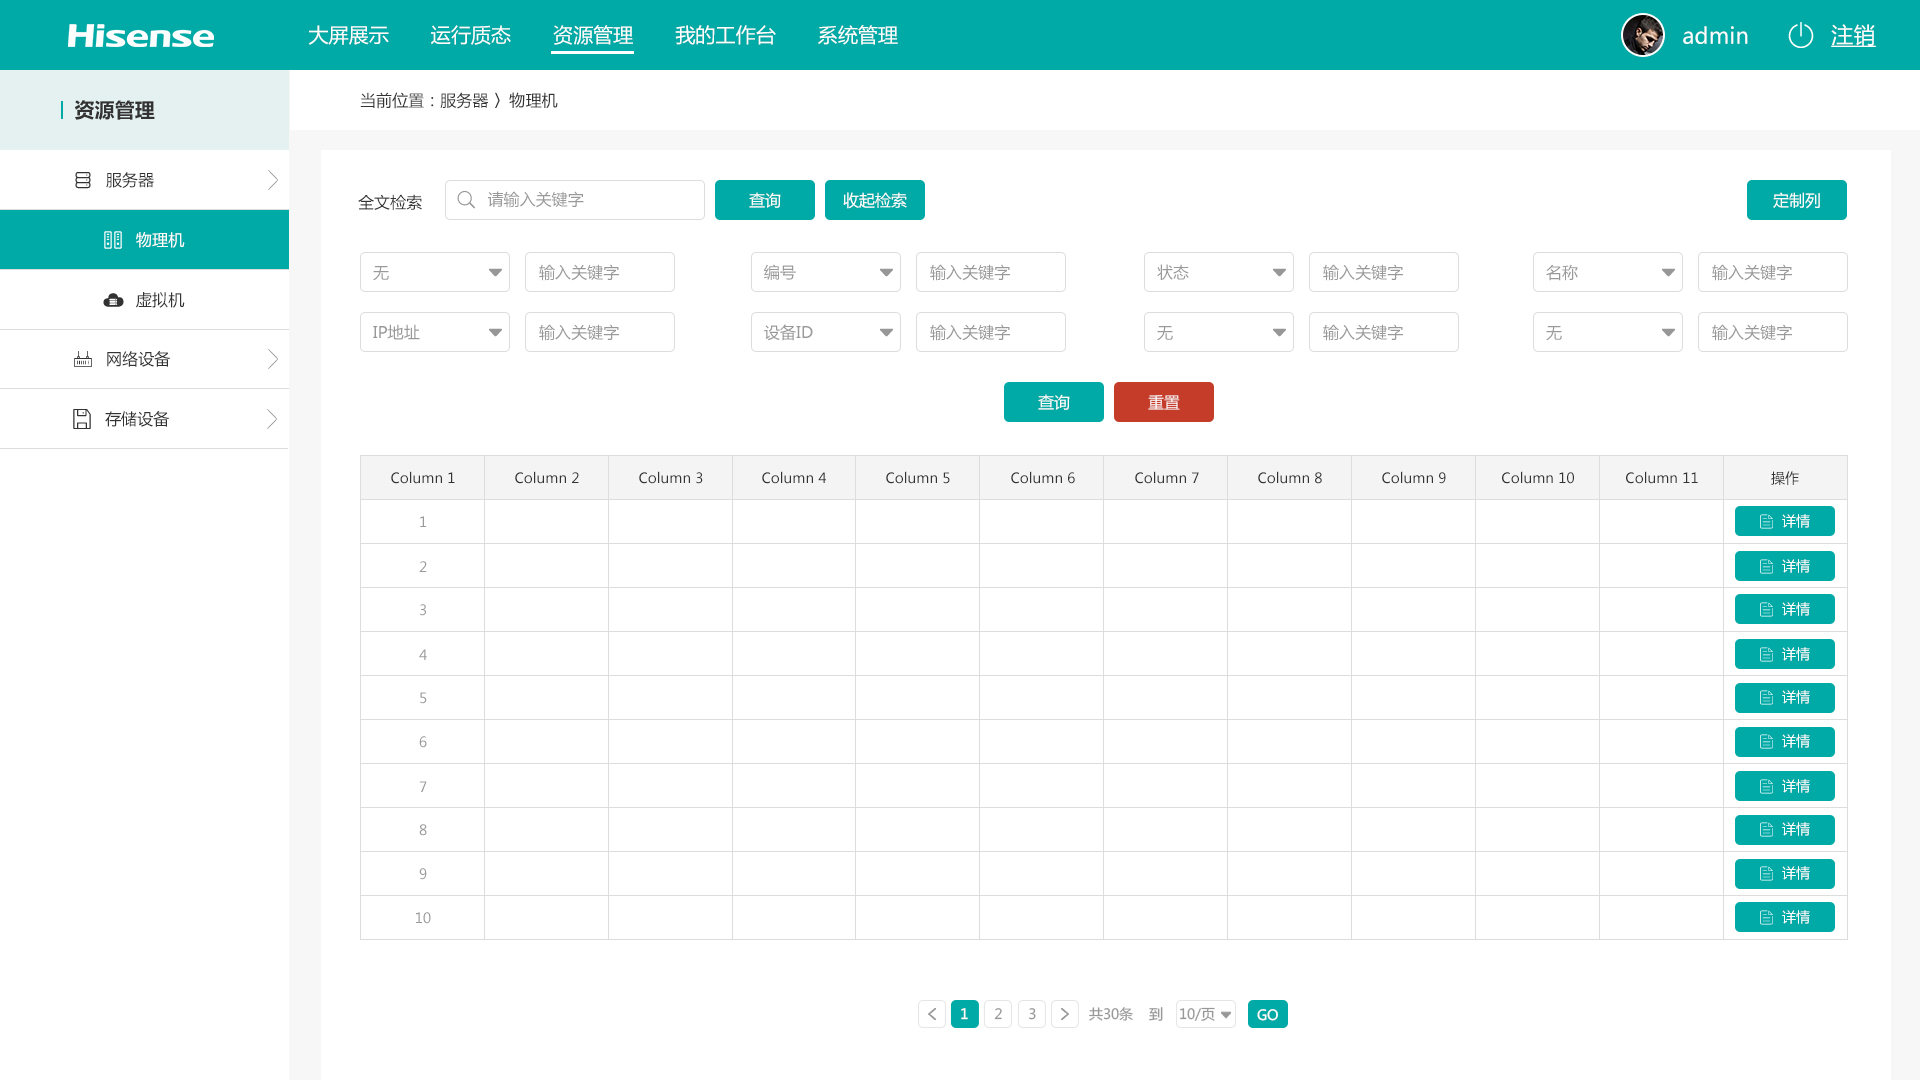 Hisense 大屏展示 运行质态 资源管理 我的工作台 系统管理 admin 注销
资源管理
当前位置：服务器 〉物理机
服务器
物理机
虚拟机
网络设备
存储设备
全文检索 请输入关键字 查询 收起检索 定制列
无 输入关键字 编号 输入关键字 状态 输入关键字 名称 输入关键字
IP地址 输入关键字 设备ID 输入关键字 无 输入关键字 无 输入关键字
查询 重置
Column 1 Column 2 Column 3 Column 4 Column 5 Column 6 Column 7 Column 8 Column 9 Column 10 Column 11 操作
1 详情
2 详情
3 详情
4 详情
5 详情
6 详情
7 详情
8 详情
9 详情
10 详情
1 2 3 共30条 到 10/页 GO